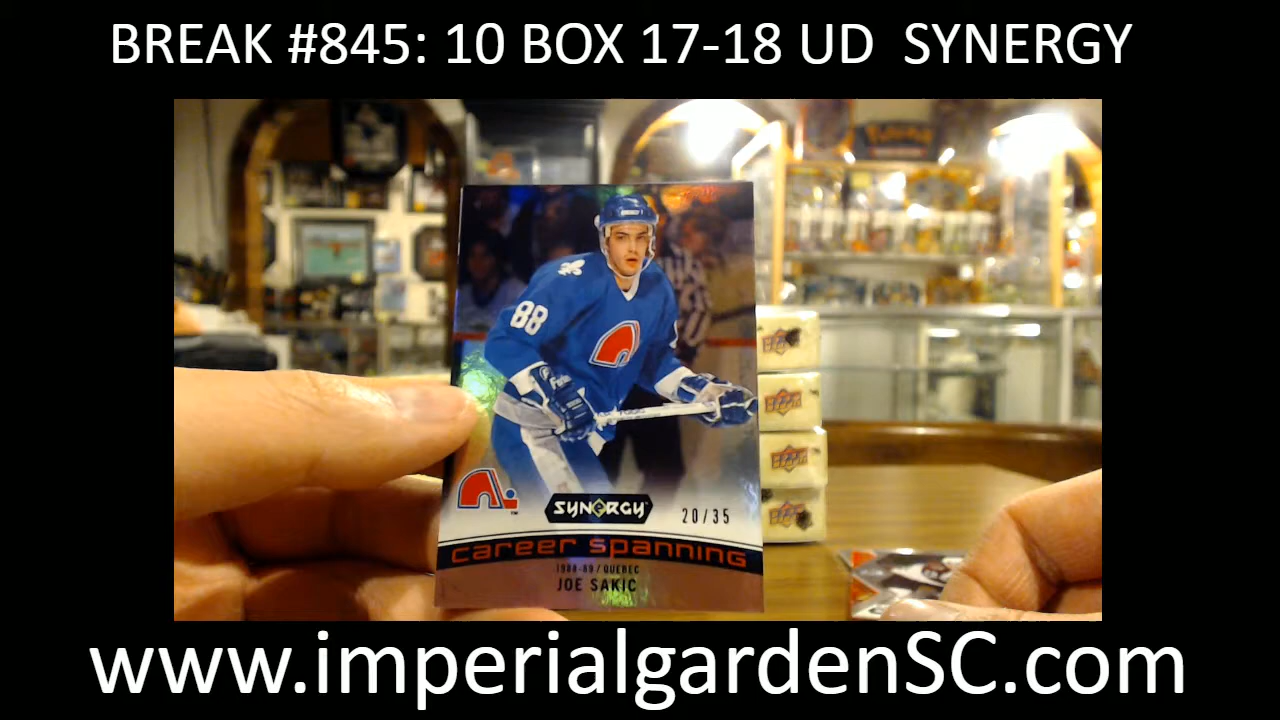 BREAK #845: 10 BOX 17-18 UD SYNERGY
Pokémon
88
SYNERGY
20/35
career spanning
1988-89 / QUEBEC
JOE SAKIC
www.imperialgardenSC.com